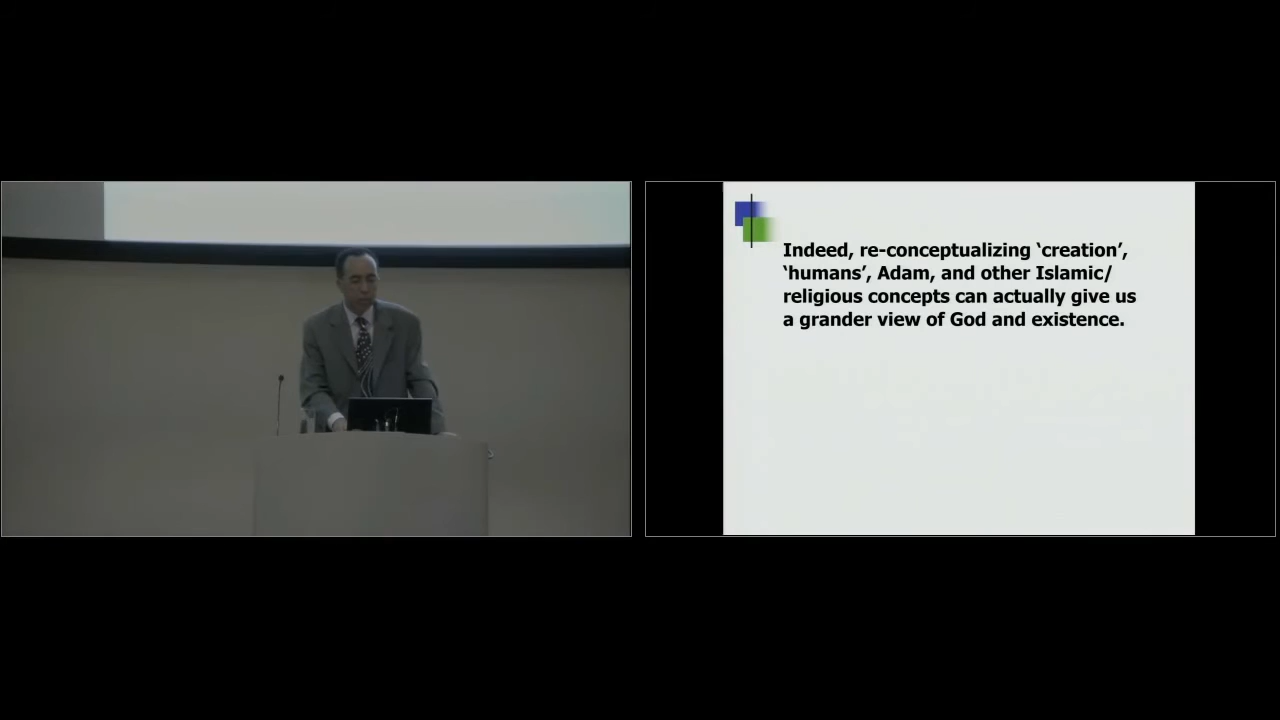 Indeed, re-conceptualizing ‘creation’,
‘humans’, Adam, and other Islamic/
religious concepts can actually give us
a grander view of God and existence.